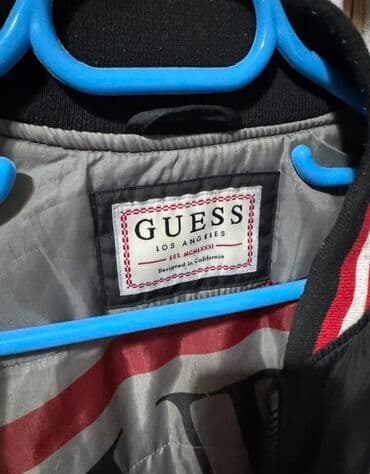 GUESS
LOS ANGELES
EST. MCMLXXXI
Designed in California